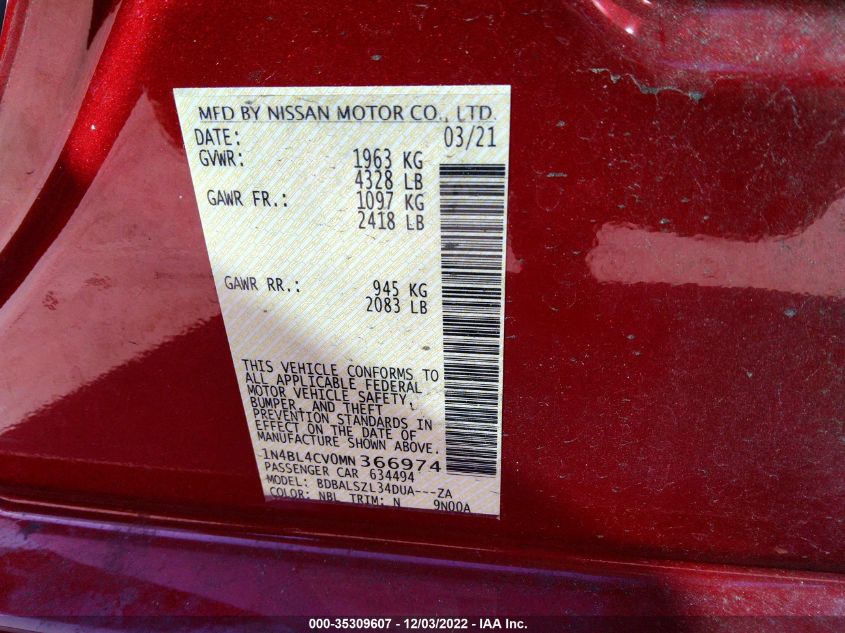 MFD BY NISSAN MOTOR CO., LTD.
DATE: 03/21
GVWR: 1963 KG
4328 LB
GAWR FR.: 1097 KG
2418 LB
GAWR RR.: 945 KG
2083 LB
THIS VEHICLE CONFORMS TO
ALL APPLICABLE FEDERAL
MOTOR VEHICLE SAFETY,
BUMPER, AND THEFT
PREVENTION STANDARDS IN
EFFECT ON THE DATE OF
MANUFACTURE SHOWN ABOVE.
1N4BL4CV0MN366974
PASSENGER CAR 634494
MODEL: BDBALSZL34DUA---ZA
COLOR: NBL TRIM: N 9N00A
000-35309607 - 12/03/2022 - IAA Inc.